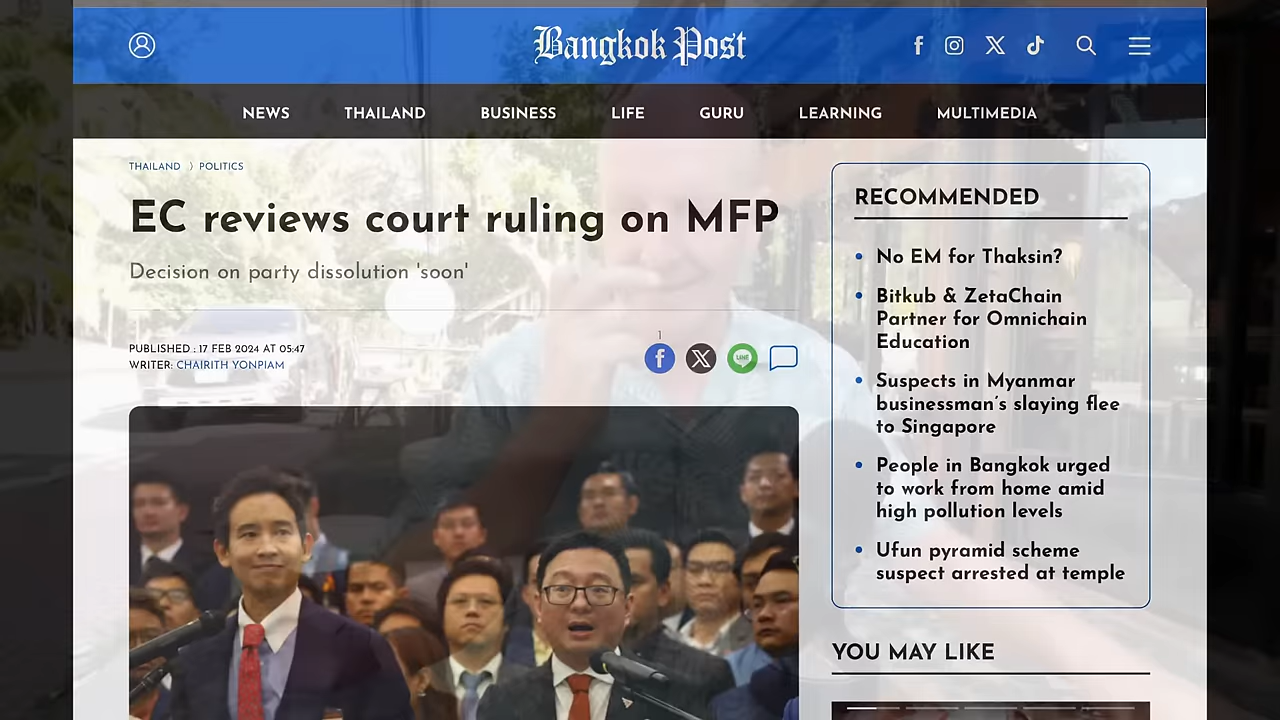 Bangkok Post
NEWS THAILAND BUSINESS LIFE GURU LEARNING MULTIMEDIA
THAILAND 〉 POLITICS
EC reviews court ruling on MFP
Decision on party dissolution 'soon'
PUBLISHED : 17 FEB 2024 AT 05:47
WRITER: CHAIRITH YONPIAM
1
LINE
RECOMMENDED
• No EM for Thaksin?
• Bitkub & ZetaChain
Partner for Omnichain
Education
• Suspects in Myanmar
businessman's slaying flee
to Singapore
• People in Bangkok urged
to work from home amid
high pollution levels
• Ufun pyramid scheme
suspect arrested at temple
YOU MAY LIKE